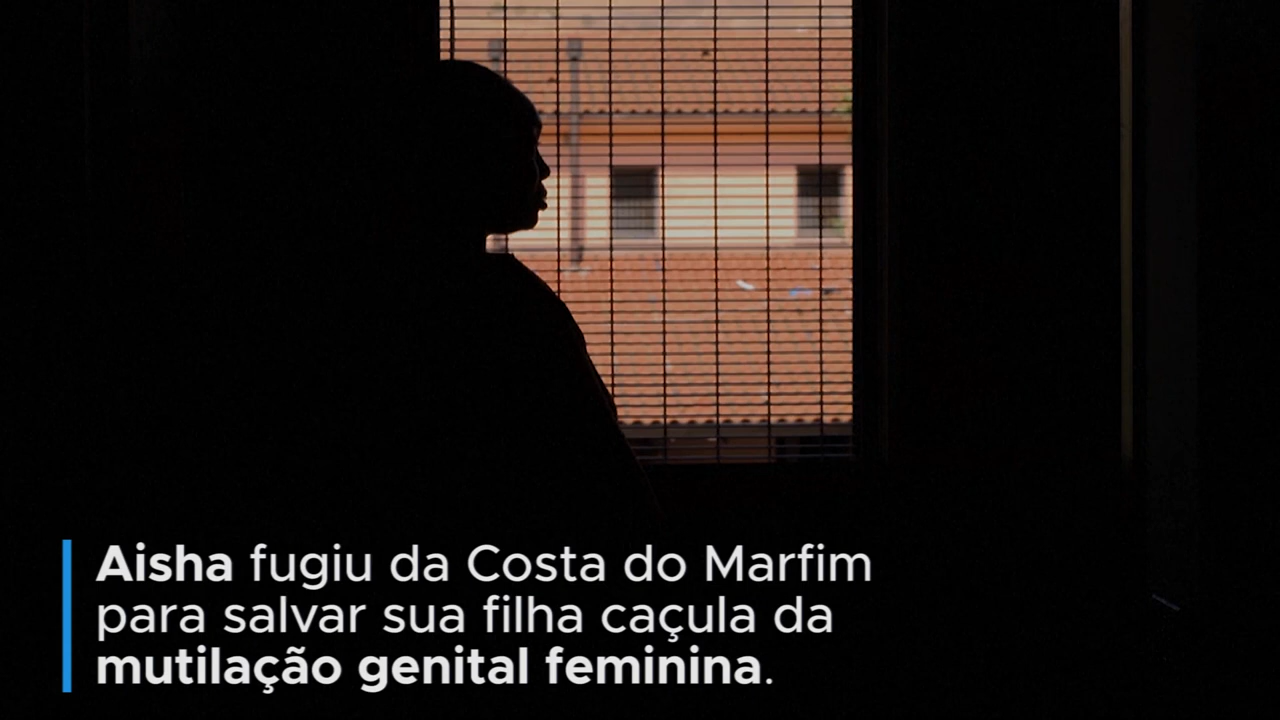 Aisha fugiu da Costa do Marfim
para salvar sua filha caçula da
mutilação genital feminina.